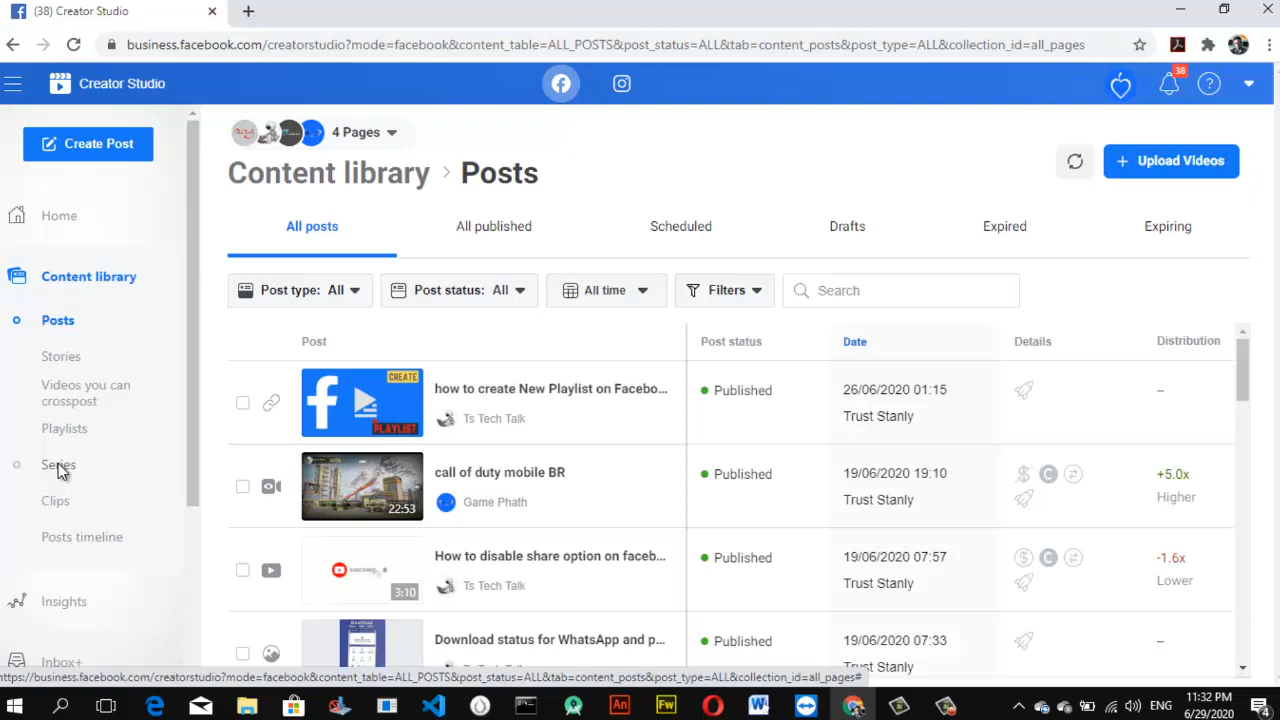 (38) Creator Studio
business.facebook.com/creatorstudio?mode=facebook&content_table=ALL_POSTS&post_status=ALL&tab=content_posts&post_type=ALL&collection_id=all_pages
Creator Studio
38
Create Post
4 Pages
Content library > Posts
Upload Videos
Home
All posts
All published
Scheduled
Drafts
Expired
Expiring
Content library
Post type: All
Post status: All
All time
Filters
Search
Posts
Stories
Videos you can
crosspost
Playlists
Series
Clips
Posts timeline
Insights
Inbox+
Post
Post status
Date
Details
Distribution
CREATE
PLAYLIST
how to create New Playlist on Facebo...
Ts Tech Talk
Published
26/06/2020 01:15
Trust Stanly
--
22:53
call of duty mobile BR
Game Phath
Published
19/06/2020 19:10
Trust Stanly
+5.0x
Higher
3:10
How to disable share option on faceb...
Ts Tech Talk
Published
19/06/2020 07:57
Trust Stanly
-1.6x
Lower
Download status for WhatsApp and p...
Ts Tech Talk
Published
19/06/2020 07:33
Trust Stanly
--
https://business.facebook.com/creatorstudio?mode=facebook&content_table=ALL_POSTS&post_status=ALL&tab=content_posts&post_type=ALL&collection_id=all_pages#
An
Fw
ENG
11:32 PM
6/29/2020
4